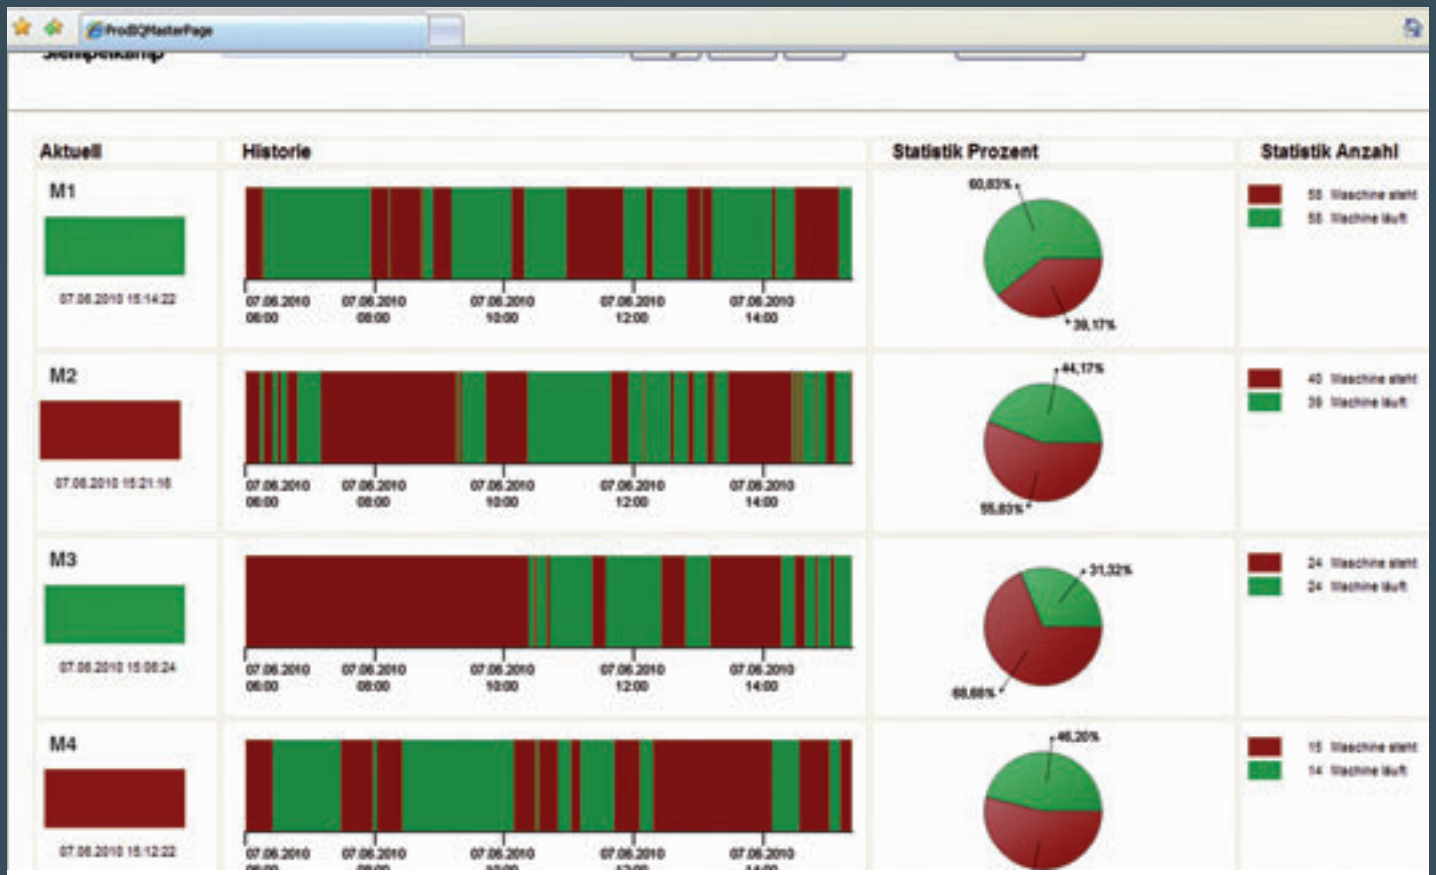 ProdIQMasterPage
Stempelkamp
Aktuell Historie Statistik Prozent Statistik Anzahl
M1
60,83%
39,17%
58 Maschine steht
58 Machine läuft
07.06.2010 15:14:22
07.06.2010 07.06.2010 07.06.2010 07.06.2010 07.06.2010
06:00 08:00 10:00 12:00 14:00
M2
44,17%
55,83%
40 Maschine steht
39 Machine läuft
07.06.2010 15:21:16
07.06.2010 07.06.2010 07.06.2010 07.06.2010 07.06.2010
06:00 08:00 10:00 12:00 14:00
M3
31,32%
68,68%
24 Maschine steht
24 Machine läuft
07.06.2010 15:06:24
07.06.2010 07.06.2010 07.06.2010 07.06.2010 07.06.2010
06:00 08:00 10:00 12:00 14:00
M4
46,20%
15 Maschine steht
14 Machine läuft
07.06.2010 15:12:22
07.06.2010 07.06.2010 07.06.2010 07.06.2010 07.06.2010